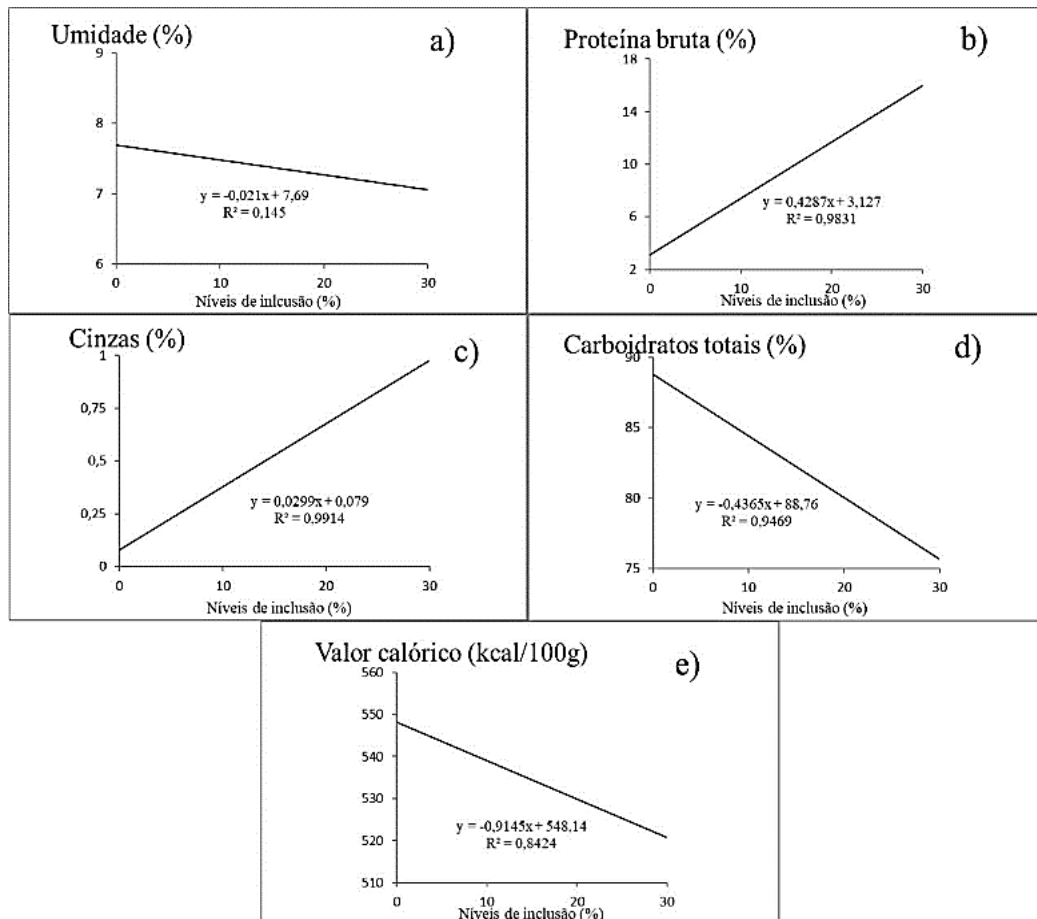 Umidade (%)
a)
9
8
7
6
y = -0,021x + 7,69
R² = 0,145
0
10
20
30
Níveis de inlcusão (%)
Proteína bruta (%)
b)
18
14
10
6
2
y = 0,4287x + 3,127
R² = 0,9831
0
10
20
30
Níveis de inclusão (%)
Cinzas (%)
c)
1
0,75
0,5
0,25
0
y = 0,0299x + 0,079
R² = 0,9914
0
10
20
30
Níveis de inclusão (%)
Carboidratos totais (%)
d)
90
85
80
75
y = -0,4365x + 88,76
R² = 0,9469
0
10
20
30
Níveis de inclusão (%)
Valor calórico (kcal/100g)
e)
560
550
540
530
520
510
y = -0,9145x + 548,14
R² = 0,8424
0
10
20
30
Níveis de inclusão (%)